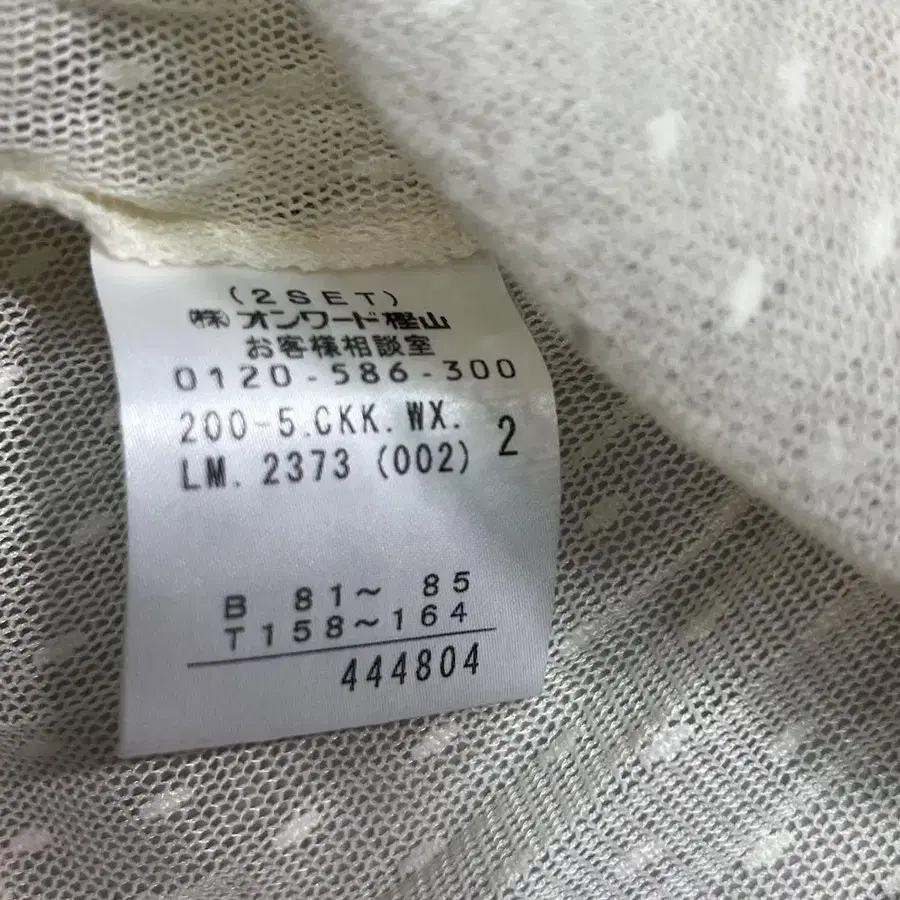 (2SET)
㈱オンワード樫山
お客様相談室
0120-586-300
200-5.CKK.WX. 2
LM. 2373 (002)
B 81～ 85
T158～164
444804